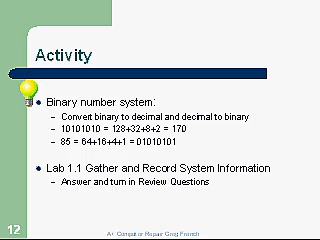 Activity
Binary number system:
– Convert binary to decimal and decimal to binary
– 10101010 = 128+32+8+2 = 170
– 85 = 64+16+4+1 = 01010101
Lab 1.1 Gather and Record System Information
– Answer and turn in Review Questions
12
A+ Computer Repair Greg French